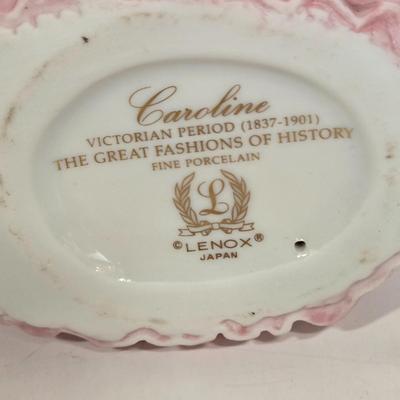 Caroline
VICTORIAN PERIOD (1837-1901)
THE GREAT FASHIONS OF HISTORY
FINE PORCELAIN
L
©LENOX®
JAPAN